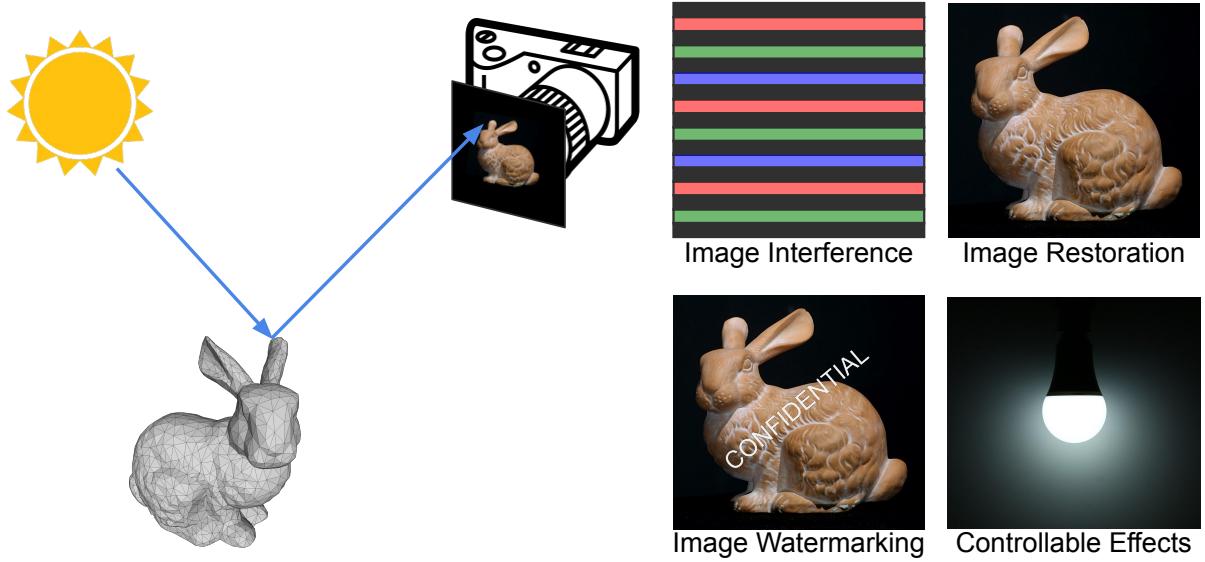 Image Interference
Image Restoration
CONFIDENTIAL
Image Watermarking
Controllable Effects